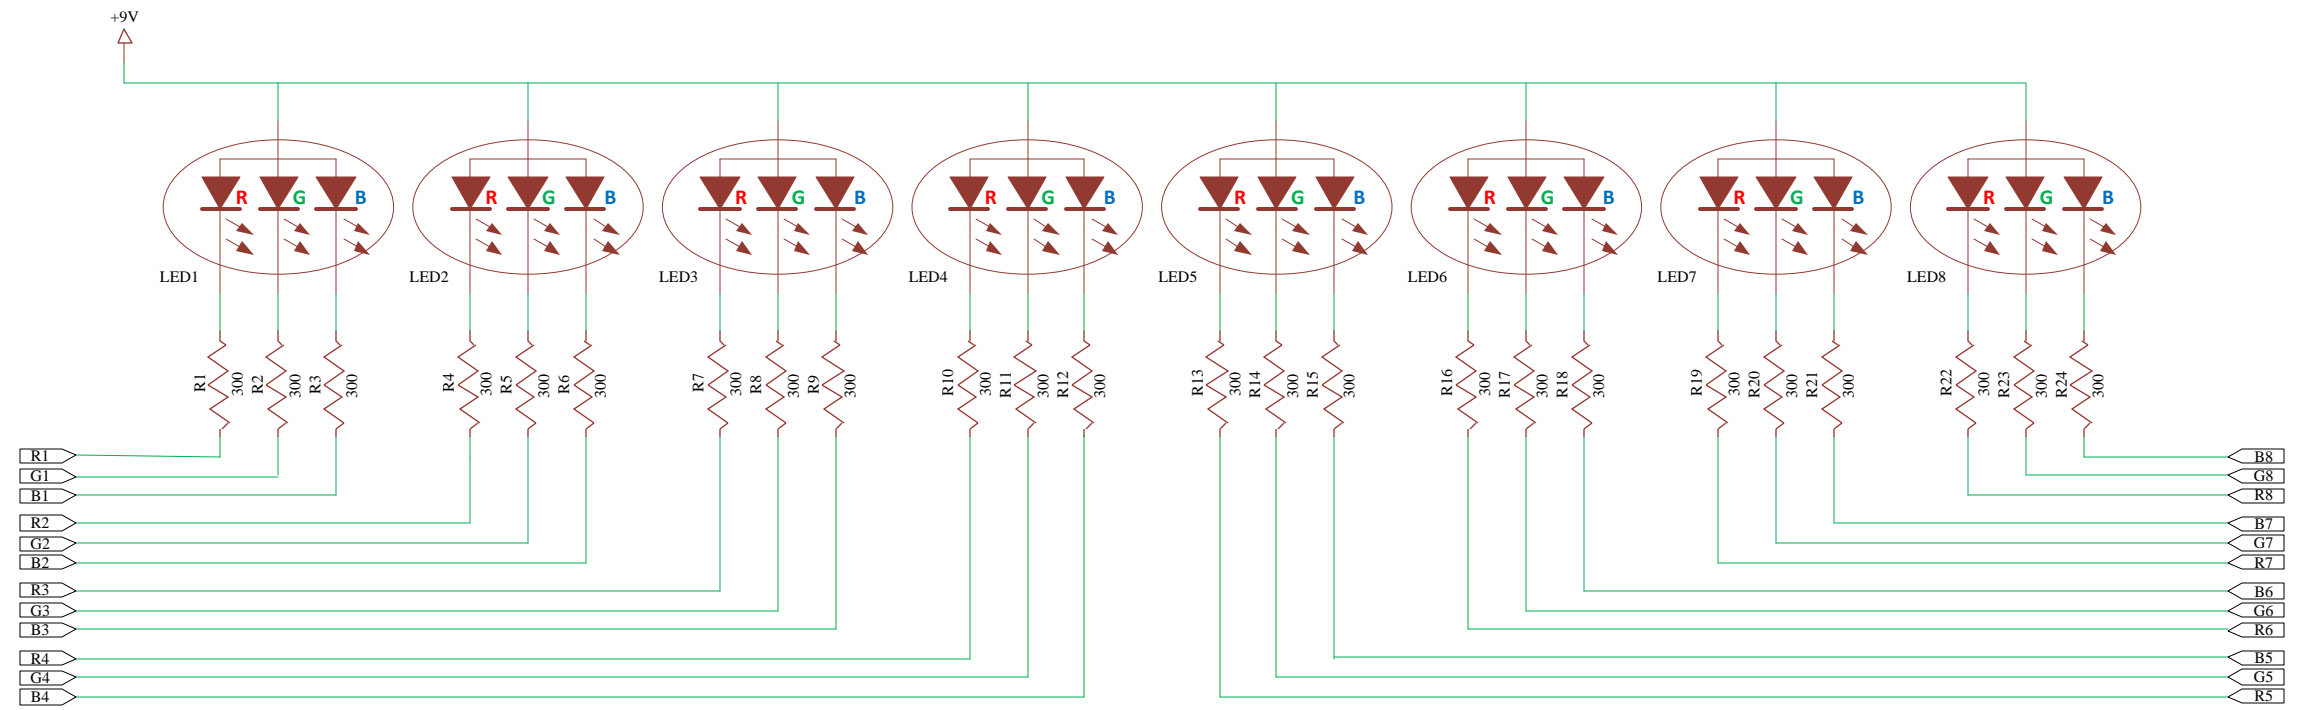 +9V
R G B R G B R G B R G B R G B R G B R G B R G B
LED1 LED2 LED3 LED4 LED5 LED6 LED7 LED8
R1 300 R2 300 R3 300 R4 300 R5 300 R6 300 R7 300 R8 300 R9 300 R10 300 R11 300 R12 300 R13 300 R14 300 R15 300 R16 300 R17 300 R18 300 R19 300 R20 300 R21 300 R22 300 R23 300 R24 300
R1 B8
G1 G8
B1 R8
R2 B7
G2 G7
B2 R7
R3 B6
G3 G6
B3 R6
R4 B5
G4 G5
B4 R5